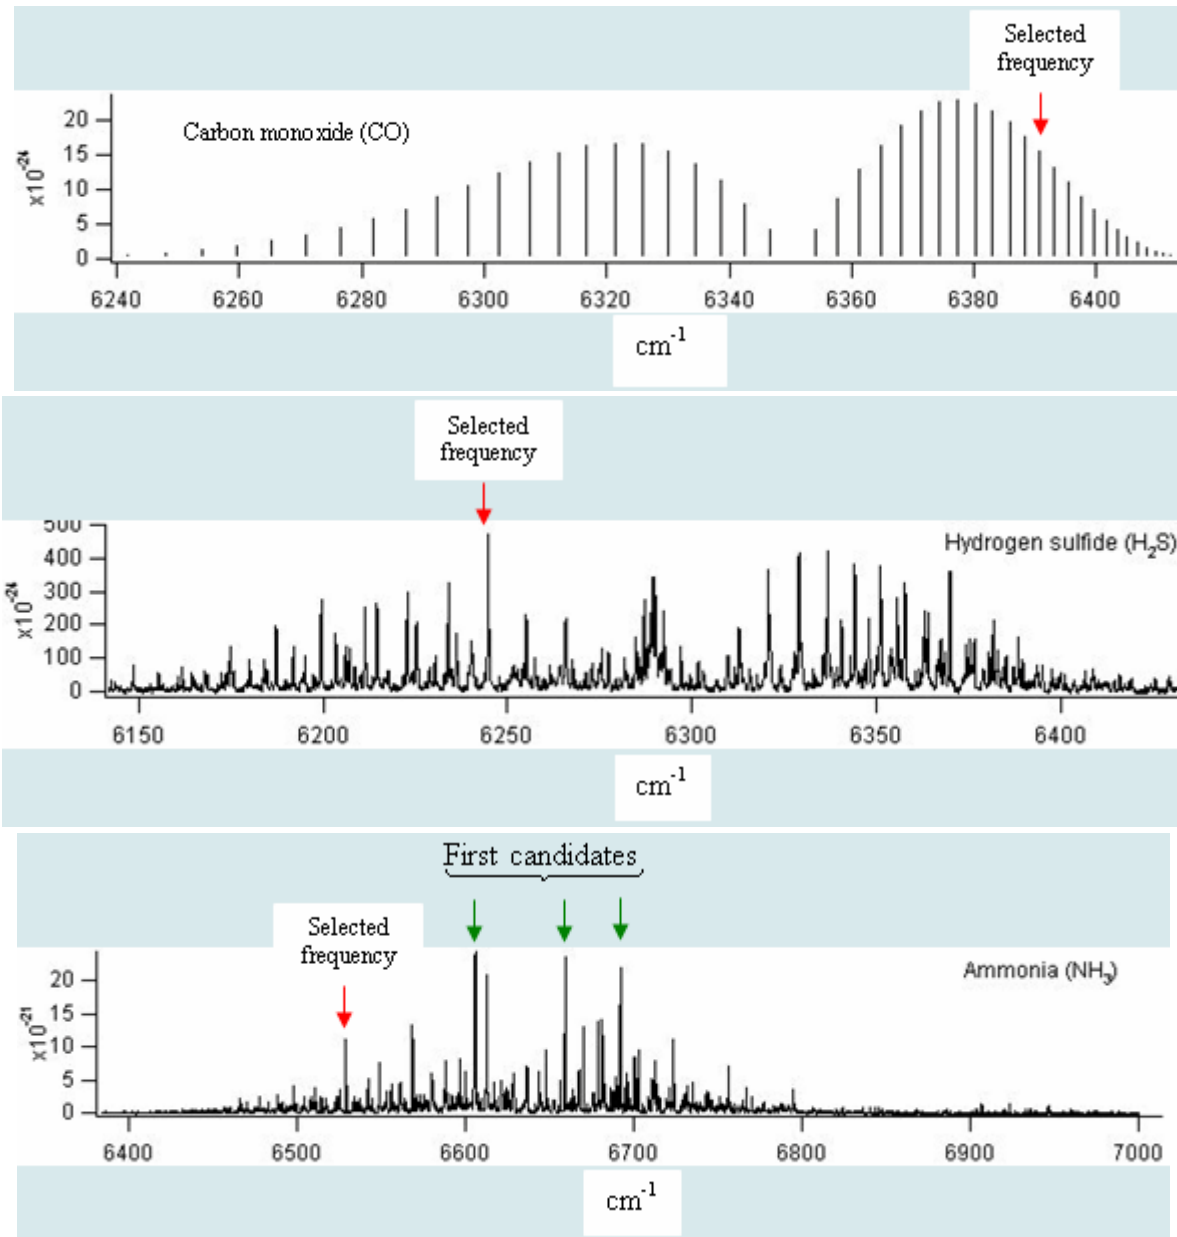 Selected
frequency
Carbon monoxide (CO)
20
15
10
5
0
x10⁻²⁴
6240 6260 6280 6300 6320 6340 6360 6380 6400
cm⁻¹
Selected
frequency
Hydrogen sulfide (H₂S)
500
400
300
200
100
0
x10⁻²⁴
6150 6200 6250 6300 6350 6400
cm⁻¹
First candidates
Selected
frequency
Ammonia (NH₃)
20
15
10
5
0
x10⁻²¹
6400 6500 6600 6700 6800 6900 7000
cm⁻¹